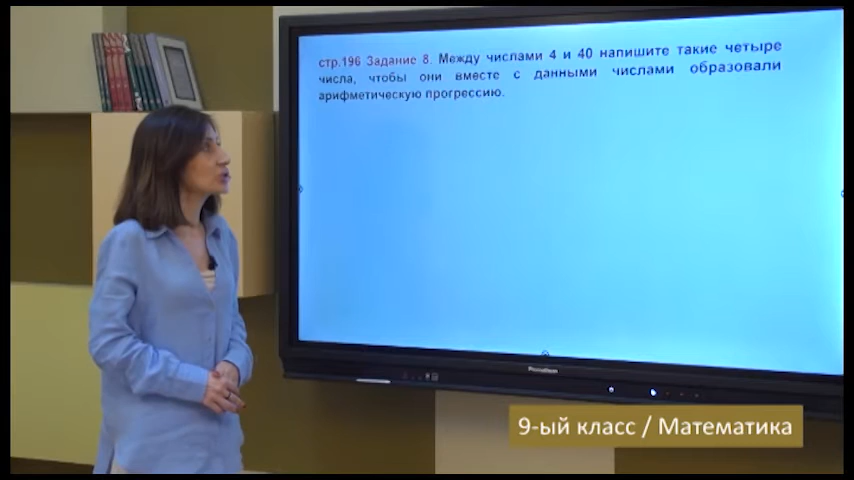 стр.196 Задание 8. Между числами 4 и 40 напишите такие четыре
числа, чтобы они вместе с данными числами образовали
арифметическую прогрессию.
Promethean
9-ый класс / Математика